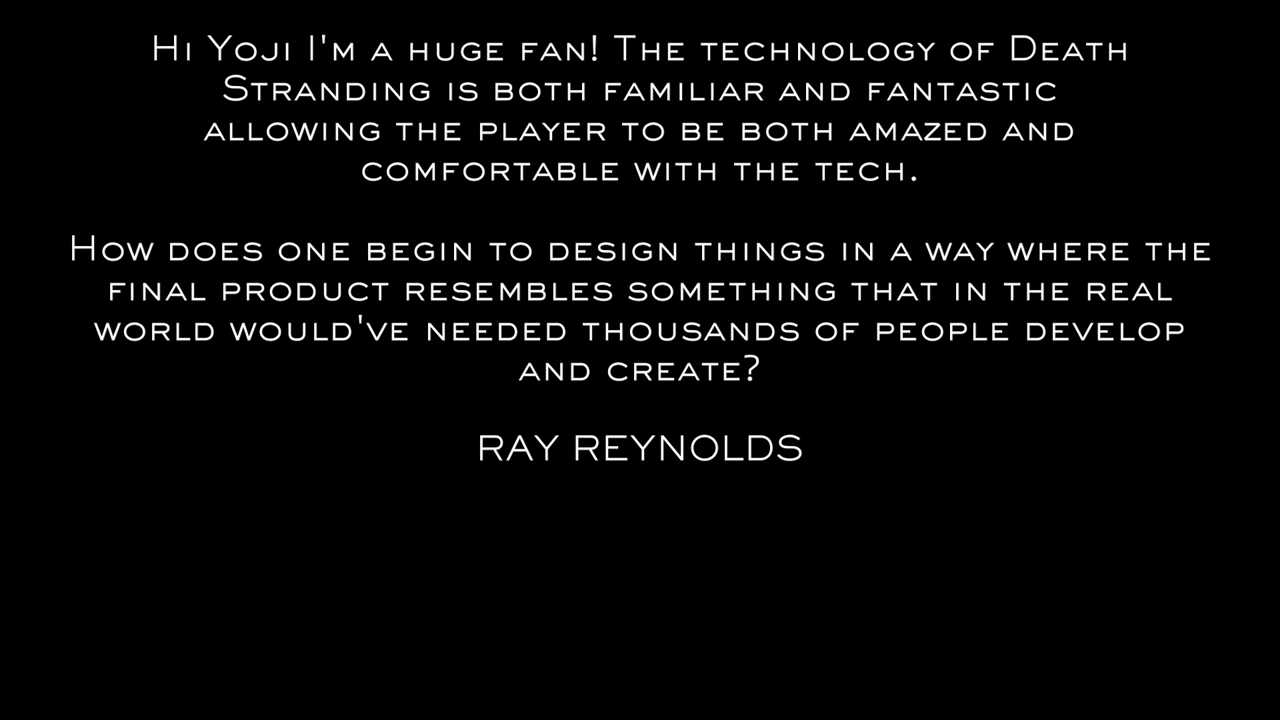 Hi Yoji I'm a huge fan! The technology of Death
Stranding is both familiar and fantastic
allowing the player to be both amazed and
comfortable with the tech.
How does one begin to design things in a way where the
final product resembles something that in the real
world would've needed thousands of people develop
and create?
RAY REYNOLDS